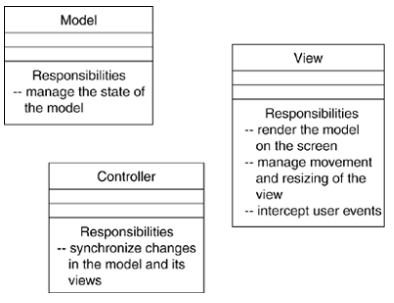 Model
Responsibilities
-- manage the state of
the model
View
Responsibilities
-- render the model
on the screen
-- manage movement
and resizing of the
view
-- intercept user events
Controller
Responsibilities
-- synchronize changes
in the model and its
views